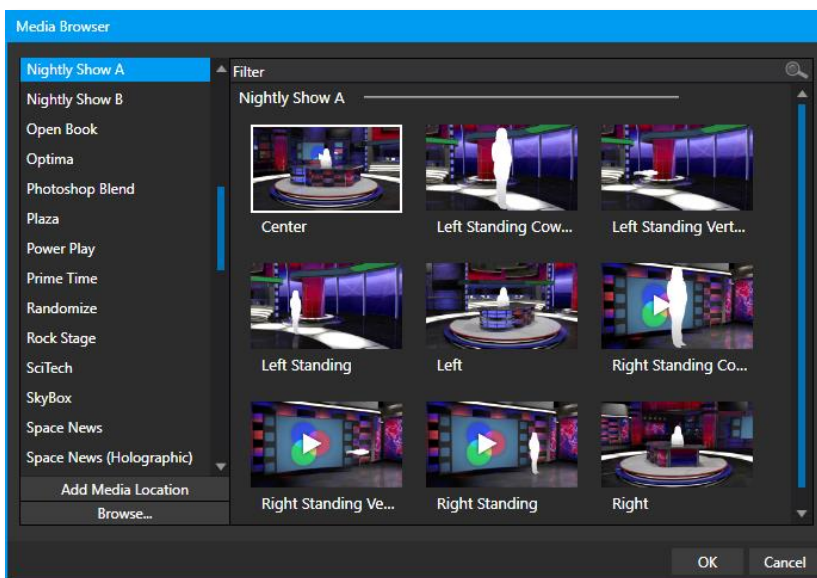 Media Browser
Nightly Show A
Nightly Show B
Open Book
Optima
Photoshop Blend
Plaza
Power Play
Prime Time
Randomize
Rock Stage
SciTech
SkyBox
Space News
Space News (Holographic)
Add Media Location
Browse...
Filter
Nightly Show A
Center
Left Standing Cow...
Left Standing Vert...
Left Standing
Left
Right Standing Co...
Right Standing Ve...
Right Standing
Right
OK
Cancel